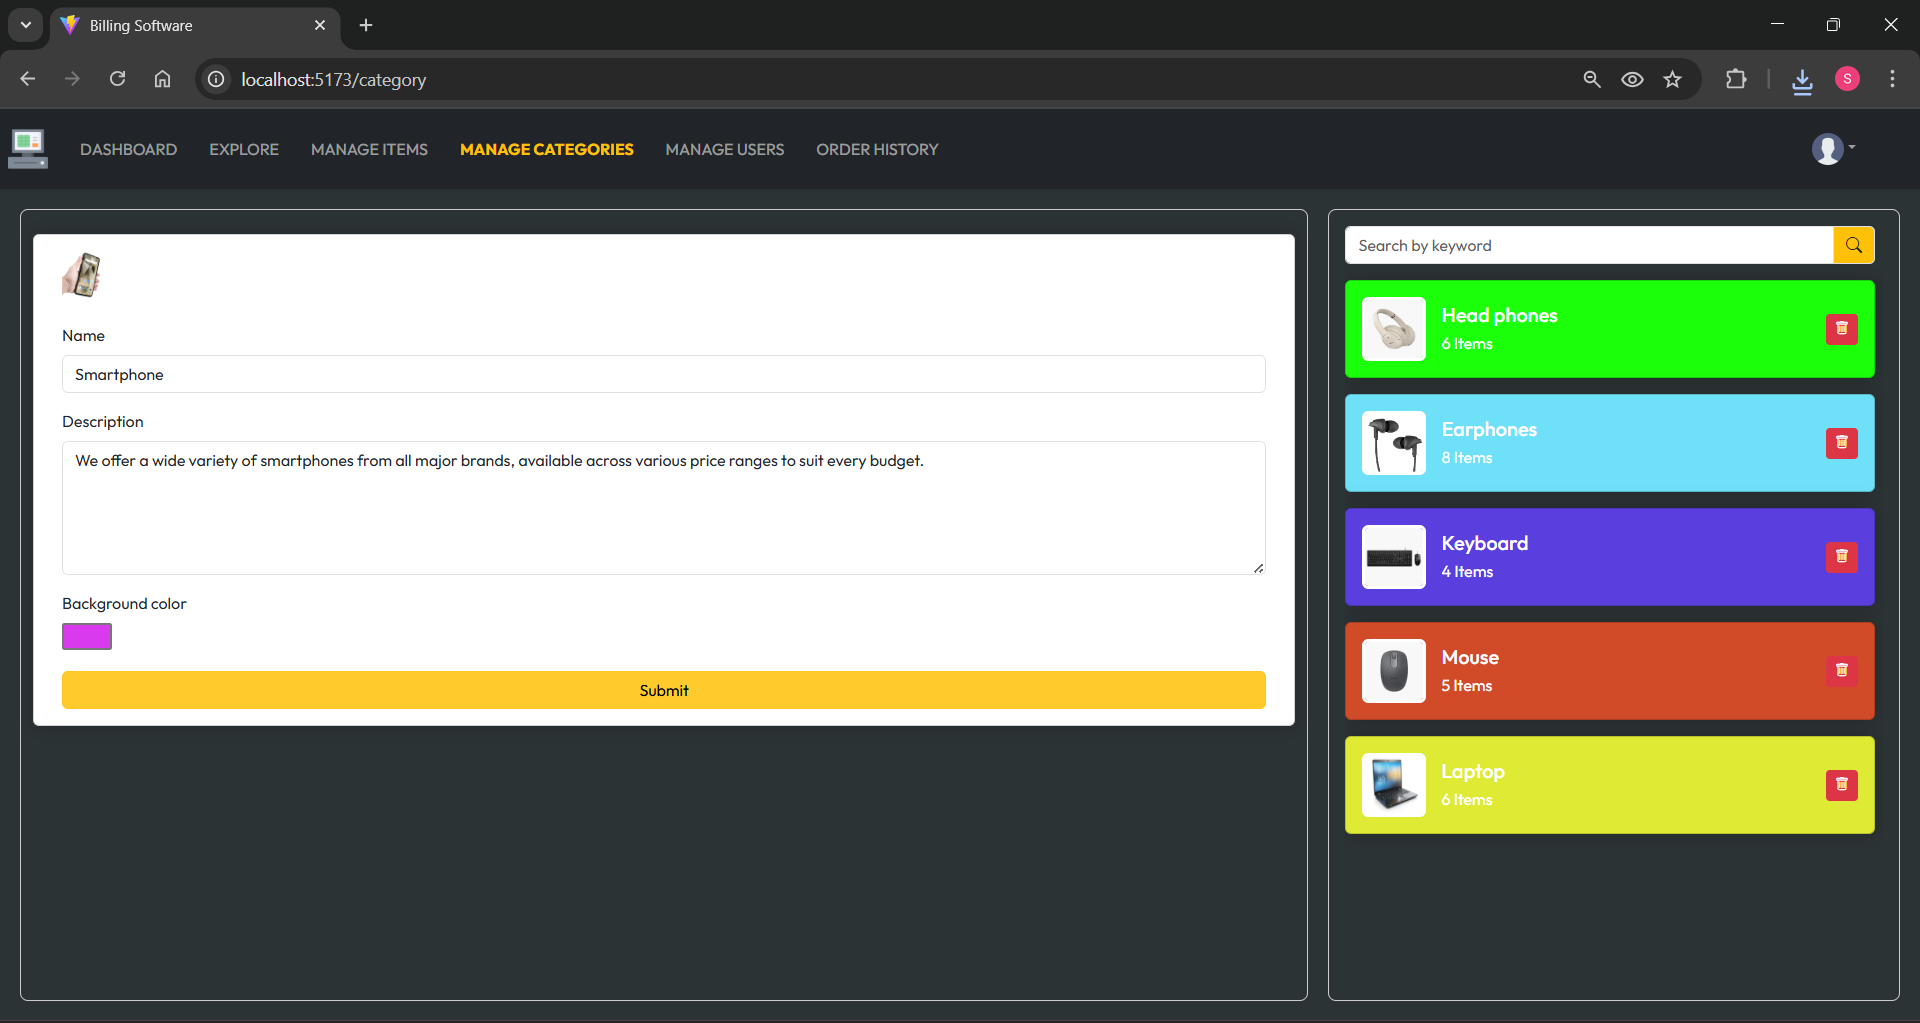 Billing Software
localhost:5173/category
S
DASHBOARD
EXPLORE
MANAGE ITEMS
MANAGE CATEGORIES
MANAGE USERS
ORDER HISTORY
Name
Smartphone
Description
We offer a wide variety of smartphones from all major brands, available across various price ranges to suit every budget.
Background color
Submit
Search by keyword
Head phones
6 Items
Earphones
8 Items
Keyboard
4 Items
Mouse
5 Items
Laptop
6 Items